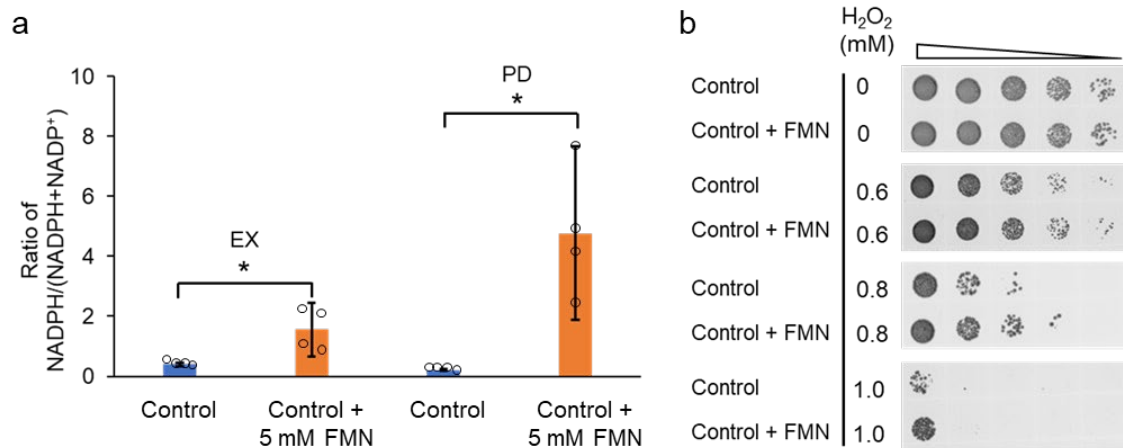 a
Ratio of
NADPH/(NADPH+NADP⁺)
10
8
6
4
2
0
EX
*
PD
*
Control
Control +
5 mM FMN
Control
Control +
5 mM FMN
b
H₂O₂
(mM)
Control 0
Control + FMN 0
Control 0.6
Control + FMN 0.6
Control 0.8
Control + FMN 0.8
Control 1.0
Control + FMN 1.0